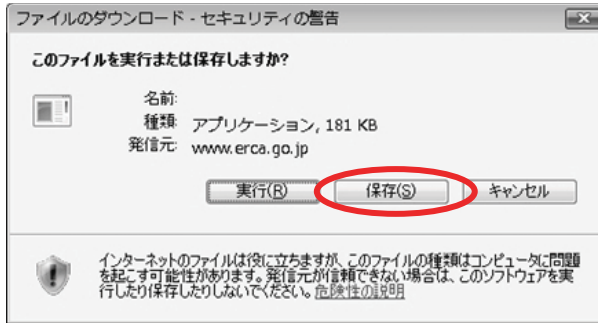 ファイルのダウンロード - セキュリティの警告
このファイルを実行または保存しますか?
名前:
種類: アプリケーション, 181 KB
発信元: www.erca.go.jp
実行(R) 保存(S) キャンセル
インターネットのファイルは役に立ちますが、このファイルの種類はコンピュータに問題
を起こす可能性があります。発信元が信頼できない場合は、このソフトウェアを実
行したり保存したりしないでください。危険性の説明